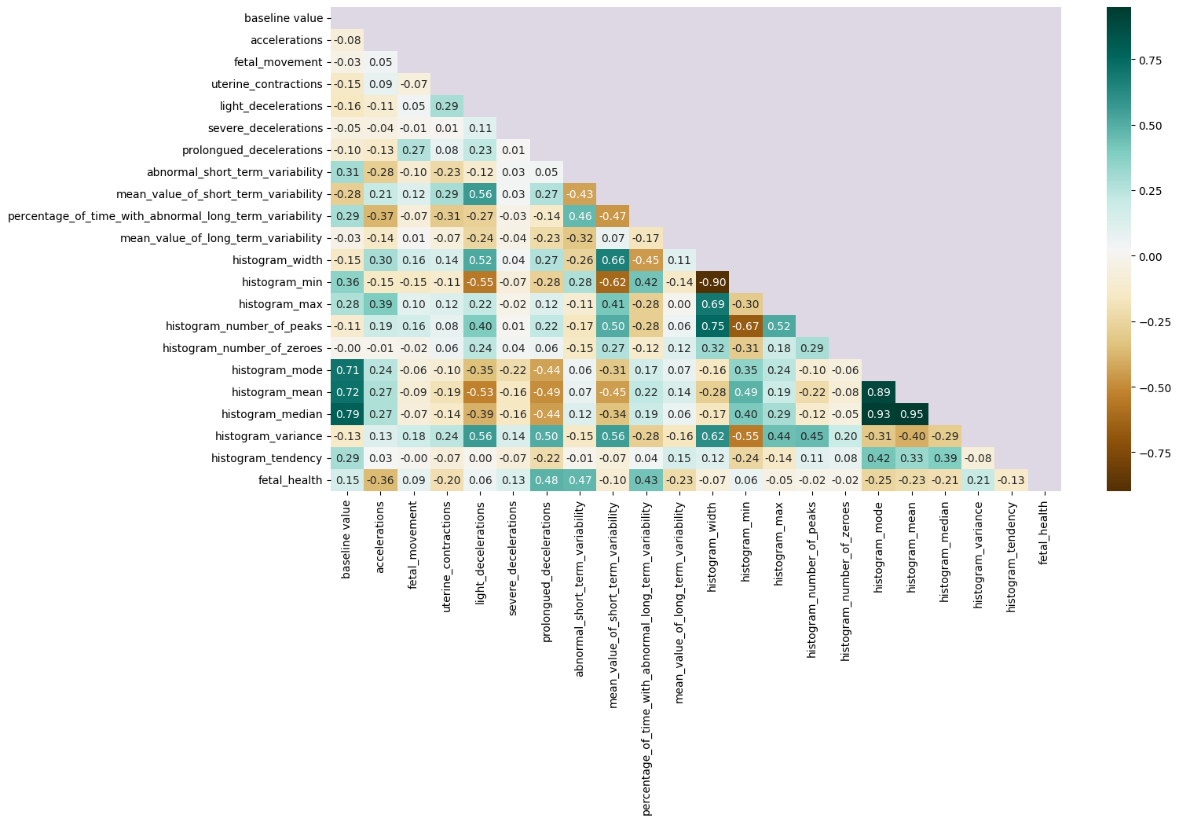 baseline value
accelerations -0.08
fetal_movement -0.03 0.05
uterine_contractions -0.15 0.09 -0.07
light_decelerations -0.16 -0.11 0.05 0.29
severe_decelerations -0.05 -0.04 -0.01 0.01 0.11
prolongued_decelerations -0.10 -0.13 0.27 0.08 0.23 0.01
abnormal_short_term_variability 0.31 -0.28 -0.10 -0.23 -0.12 0.03 0.05
mean_value_of_short_term_variability -0.28 0.21 0.12 0.29 0.56 0.03 0.27 -0.43
percentage_of_time_with_abnormal_long_term_variability 0.29 -0.37 -0.07 -0.31 -0.27 -0.03 -0.14 0.46 -0.47
mean_value_of_long_term_variability -0.03 -0.14 0.01 -0.07 -0.24 -0.04 -0.23 -0.32 0.07 -0.17
histogram_width -0.15 0.30 0.16 0.14 0.52 0.04 0.27 -0.26 0.66 -0.45 0.11
histogram_min 0.36 -0.15 -0.15 -0.11 -0.55 -0.07 -0.28 0.28 -0.62 0.42 -0.14 -0.90
histogram_max 0.28 0.39 0.10 0.12 0.22 -0.02 0.12 -0.11 0.41 -0.28 0.00 0.69 -0.30
histogram_number_of_peaks -0.11 0.19 0.16 0.08 0.40 0.01 0.22 -0.17 0.50 -0.28 0.06 0.75 -0.67 0.52
histogram_number_of_zeroes -0.00 -0.01 -0.02 0.06 0.24 0.04 0.06 -0.15 0.27 -0.12 0.12 0.32 -0.31 0.18 0.29
histogram_mode 0.71 0.24 -0.06 -0.10 -0.35 -0.22 -0.44 0.06 -0.31 0.17 0.07 -0.16 0.35 0.24 -0.10 -0.06
histogram_mean 0.72 0.27 -0.09 -0.19 -0.53 -0.16 -0.49 0.07 -0.45 0.22 0.14 -0.28 0.49 0.19 -0.22 -0.08 0.89
histogram_median 0.79 0.27 -0.07 -0.14 -0.39 -0.16 -0.44 0.12 -0.34 0.19 0.06 -0.17 0.40 0.29 -0.12 -0.05 0.93 0.95
histogram_variance -0.13 0.13 0.18 0.24 0.56 0.14 0.50 -0.15 0.56 -0.28 -0.16 0.62 -0.55 0.44 0.45 0.20 -0.31 -0.40 -0.29
histogram_tendency 0.29 0.03 -0.00 -0.07 0.00 -0.07 -0.22 -0.01 -0.07 0.04 0.15 0.12 -0.24 -0.14 0.11 0.08 0.42 0.33 0.39 -0.08
fetal_health 0.15 -0.36 0.09 -0.20 0.06 0.13 0.48 0.47 -0.10 0.43 -0.23 -0.07 0.06 -0.05 -0.02 -0.02 -0.25 -0.23 -0.21 0.21 -0.13
baseline value
accelerations
fetal_movement
uterine_contractions
light_decelerations
severe_decelerations
prolongued_decelerations
abnormal_short_term_variability
mean_value_of_short_term_variability
percentage_of_time_with_abnormal_long_term_variability
mean_value_of_long_term_variability
histogram_width
histogram_min
histogram_max
histogram_number_of_peaks
histogram_number_of_zeroes
histogram_mode
histogram_mean
histogram_median
histogram_variance
histogram_tendency
fetal_health
0.75
0.50
0.25
0.00
-0.25
-0.50
-0.75